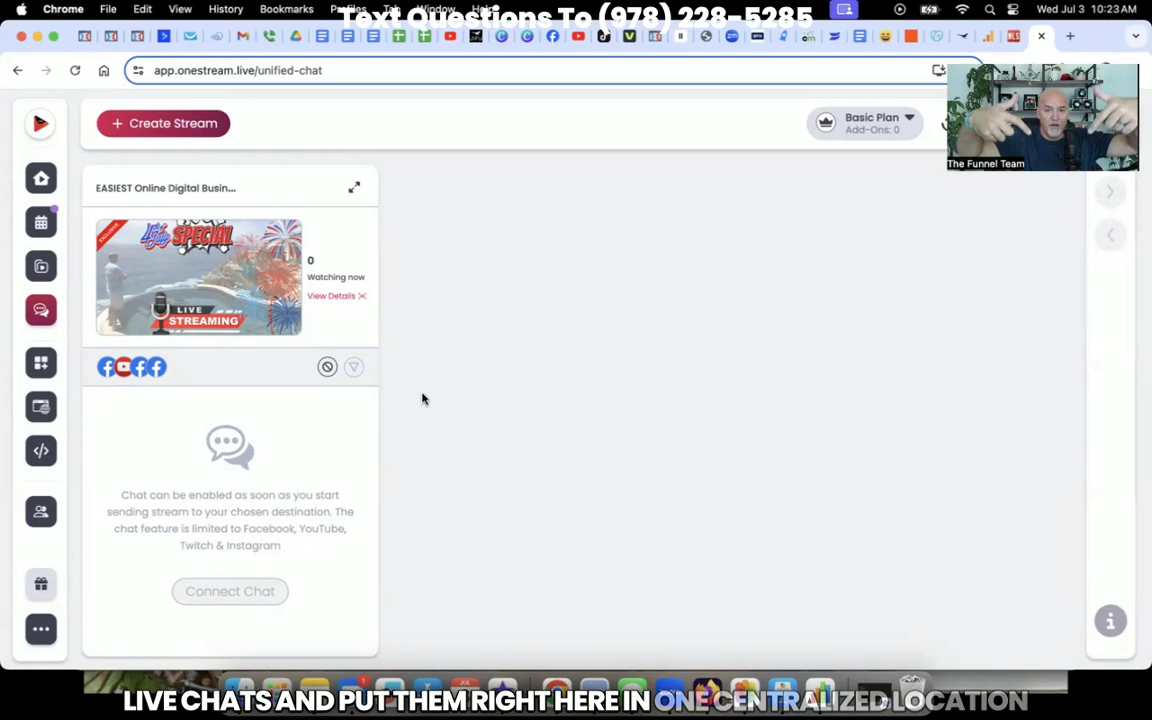 Text Questions To (978) 228-5285
Chrome File Edit View History Bookmarks Profiles Tab Window Help
Wed Jul 3 10:23AM
app.onestream.live/unified-chat
+ Create Stream
Basic Plan
Add-Ons: 0
The Funnel Team
EASIEST Online Digital Busin...
EXCLUSIVE
SPECIAL
LIVE
STREAMING
0
Watching now
View Details
Chat can be enabled as soon as you start
sending stream to your chosen destination. The
chat feature is limited to Facebook, YouTube,
Twitch & Instagram
Connect Chat
LIVE CHATS AND PUT THEM RIGHT HERE IN ONE CENTRALIZED LOCATION